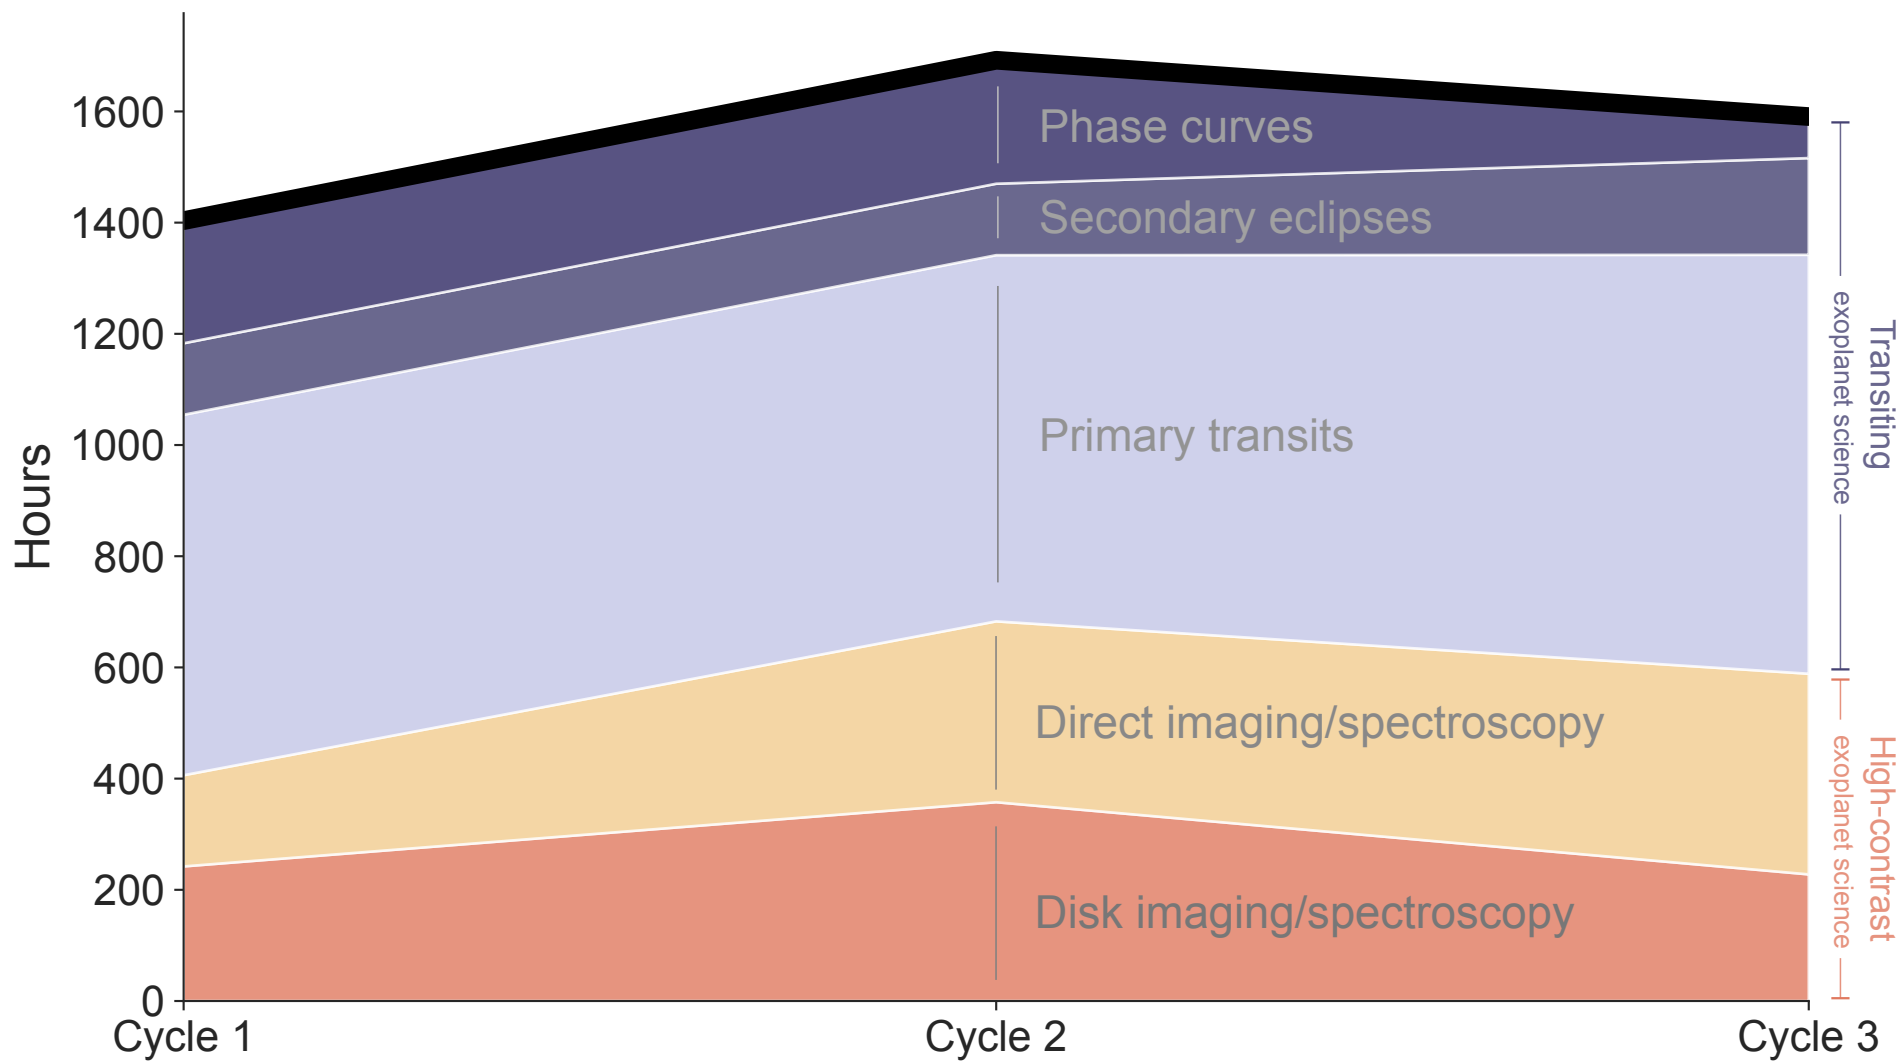 Hours
1600
1400
1200
1000
800
600
400
200
0
Cycle 1
Cycle 2
Cycle 3
Phase curves
Secondary eclipses
Primary transits
Direct imaging/spectroscopy
Disk imaging/spectroscopy
Transiting
exoplanet science
High-contrast
exoplanet science